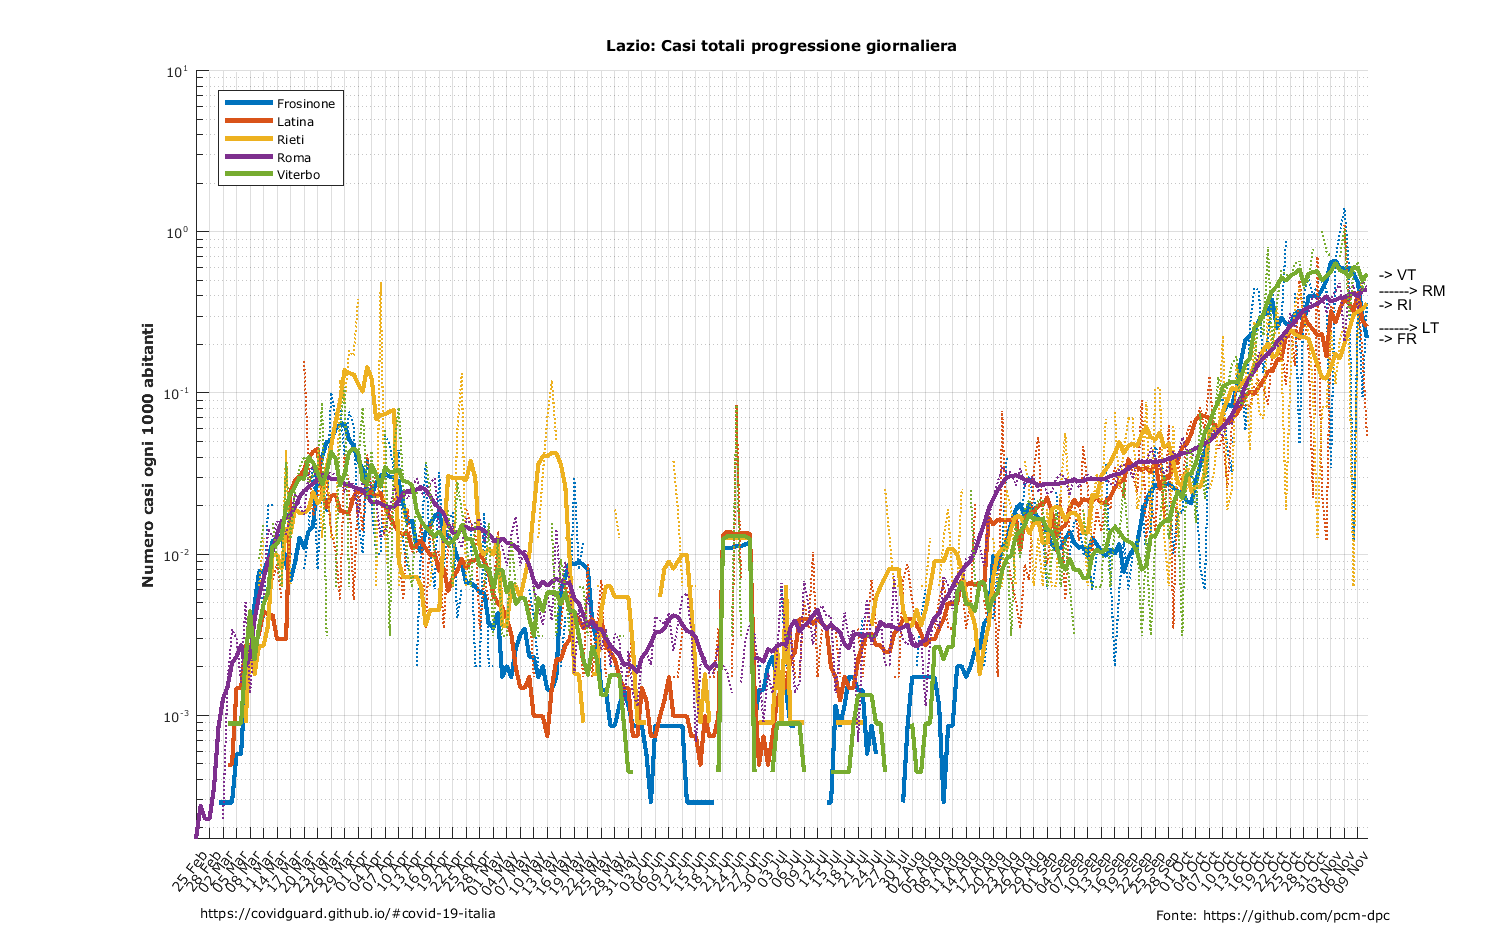 Lazio: Casi totali progressione giornaliera
10¹
10⁰
10⁻¹
10⁻²
10⁻³
Numero casi ogni 1000 abitanti
Frosinone
Latina
Rieti
Roma
Viterbo
-> VT
------> RM
-> RI
------> LT
-> FR
25 Feb
28 Feb
02 Mar
05 Mar
08 Mar
11 Mar
14 Mar
17 Mar
20 Mar
23 Mar
26 Mar
29 Mar
01 Apr
04 Apr
07 Apr
10 Apr
13 Apr
16 Apr
19 Apr
22 Apr
25 Apr
28 Apr
01 May
04 May
07 May
10 May
13 May
16 May
19 May
22 May
25 May
28 May
31 May
03 Jun
06 Jun
09 Jun
12 Jun
15 Jun
18 Jun
21 Jun
24 Jun
27 Jun
30 Jun
03 Jul
06 Jul
09 Jul
12 Jul
15 Jul
18 Jul
21 Jul
24 Jul
27 Jul
30 Jul
02 Aug
05 Aug
08 Aug
11 Aug
14 Aug
17 Aug
20 Aug
23 Aug
26 Aug
29 Aug
01 Sep
04 Sep
07 Sep
10 Sep
13 Sep
16 Sep
19 Sep
22 Sep
25 Sep
28 Sep
01 Oct
04 Oct
07 Oct
10 Oct
13 Oct
16 Oct
19 Oct
22 Oct
25 Oct
28 Oct
31 Oct
03 Nov
06 Nov
09 Nov
https://covidguard.github.io/#covid-19-italia
Fonte: https://github.com/pcm-dpc